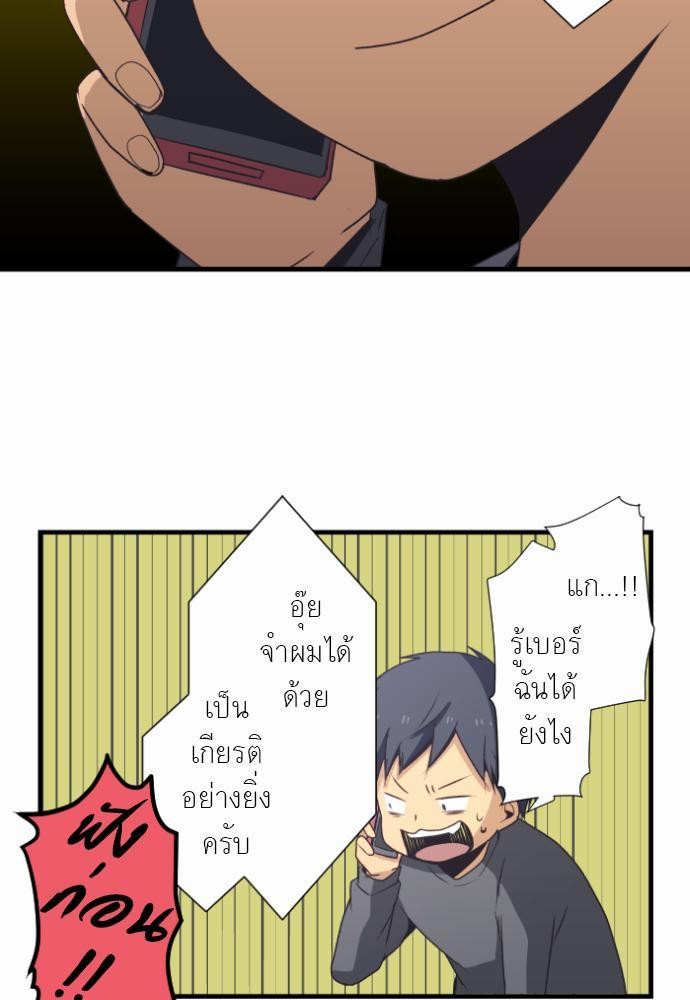 แก...!!
รู้เบอร์
ฉันได้
ยังไง
อุ๊ย
จำผมได้
ด้วย
เป็น
เกียรติ
อย่างยิ่ง
ครับ
ฟัง
ก่อน
!!